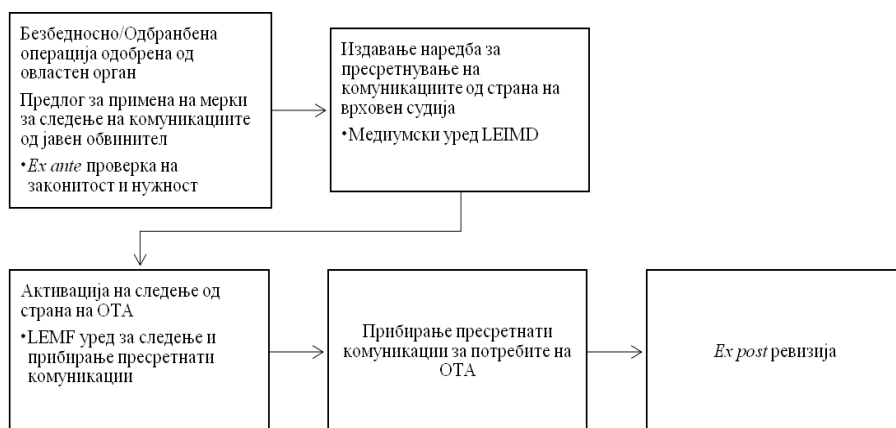 Безбедносно/Одбранбена
операција одобрена од
овластен орган
Предлог за примена на мерки
за следење на комуникациите
од јавен обвинител
•Ex ante проверка на
законитост и нужност
Издавање наредба за
пресретнување на
комуникациите од страна на
врховен судија
•Медиумски уред LEIMD
Активација на следење од
страна на ОТА
•LEMF уред за следење и
прибирање пресретнати
комуникации
Прибирање пресретнати
комуникации за потребите на
ОТА
Ex post ревизија